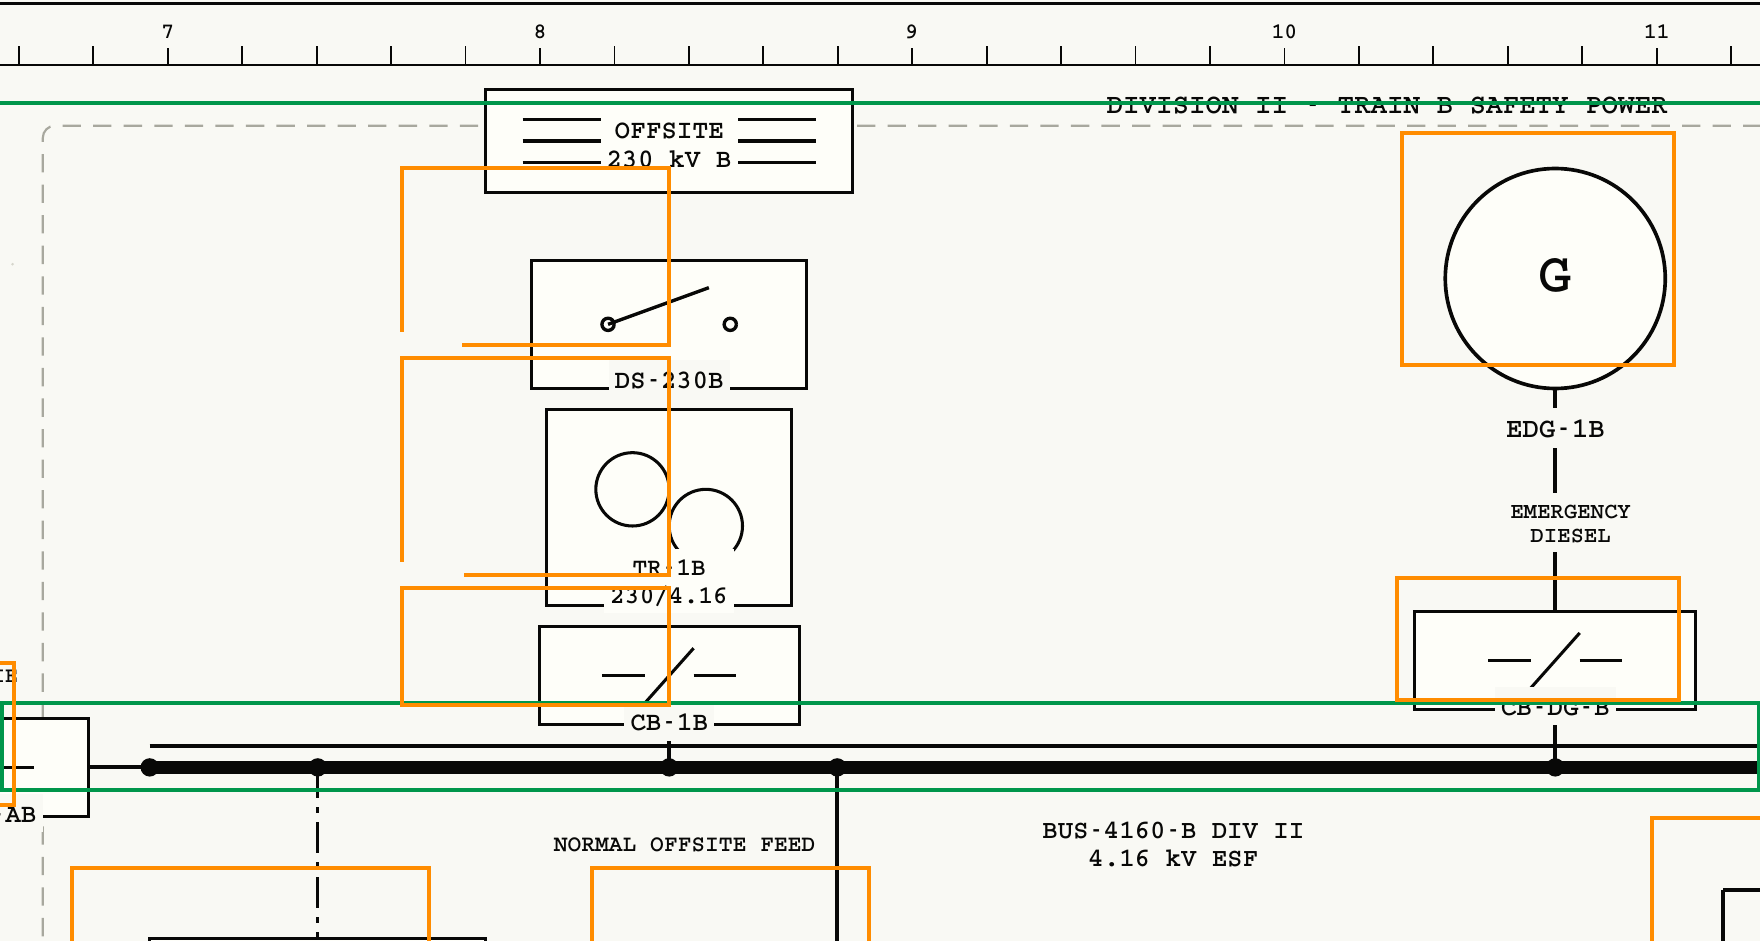 7 8 9 10 11
DIVISION II - TRAIN B SAFETY POWER
OFFSITE
230 kV B
G
DS-230B
EDG-1B
EMERGENCY
DIESEL
TR-1B
230/4.16
CB-DG-B
CB-1B
AB
BUS-4160-B DIV II
4.16 kV ESF
NORMAL OFFSITE FEED